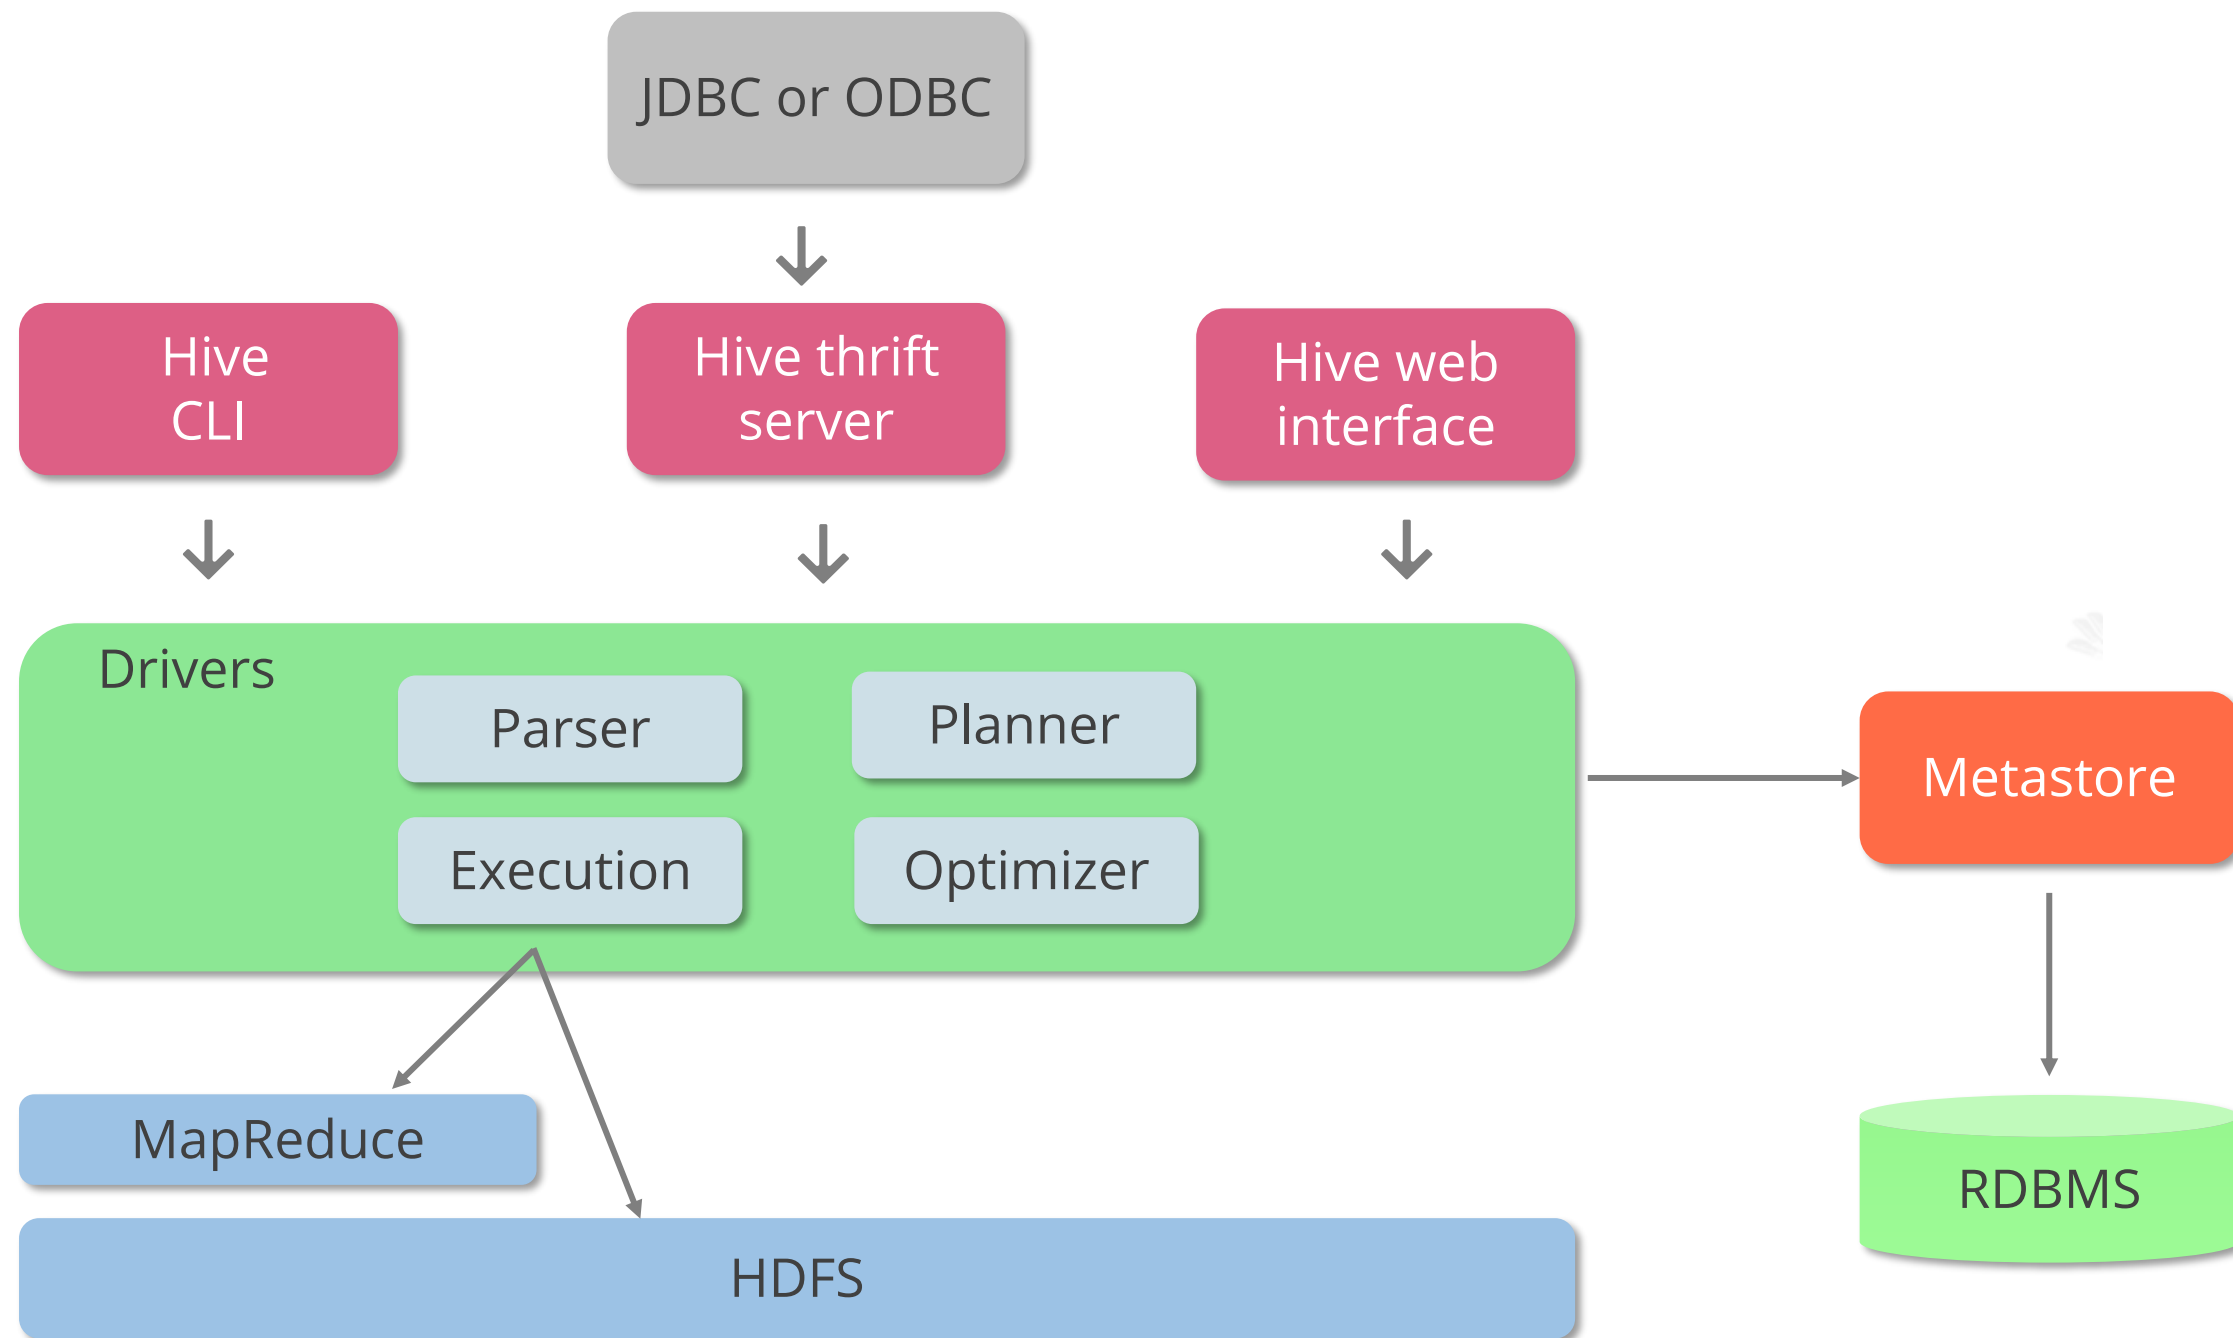 JDBC or ODBC
Hive
CLI
Hive thrift
server
Hive web
interface
Drivers
Parser
Planner
Execution
Optimizer
Metastore
MapReduce
RDBMS
HDFS